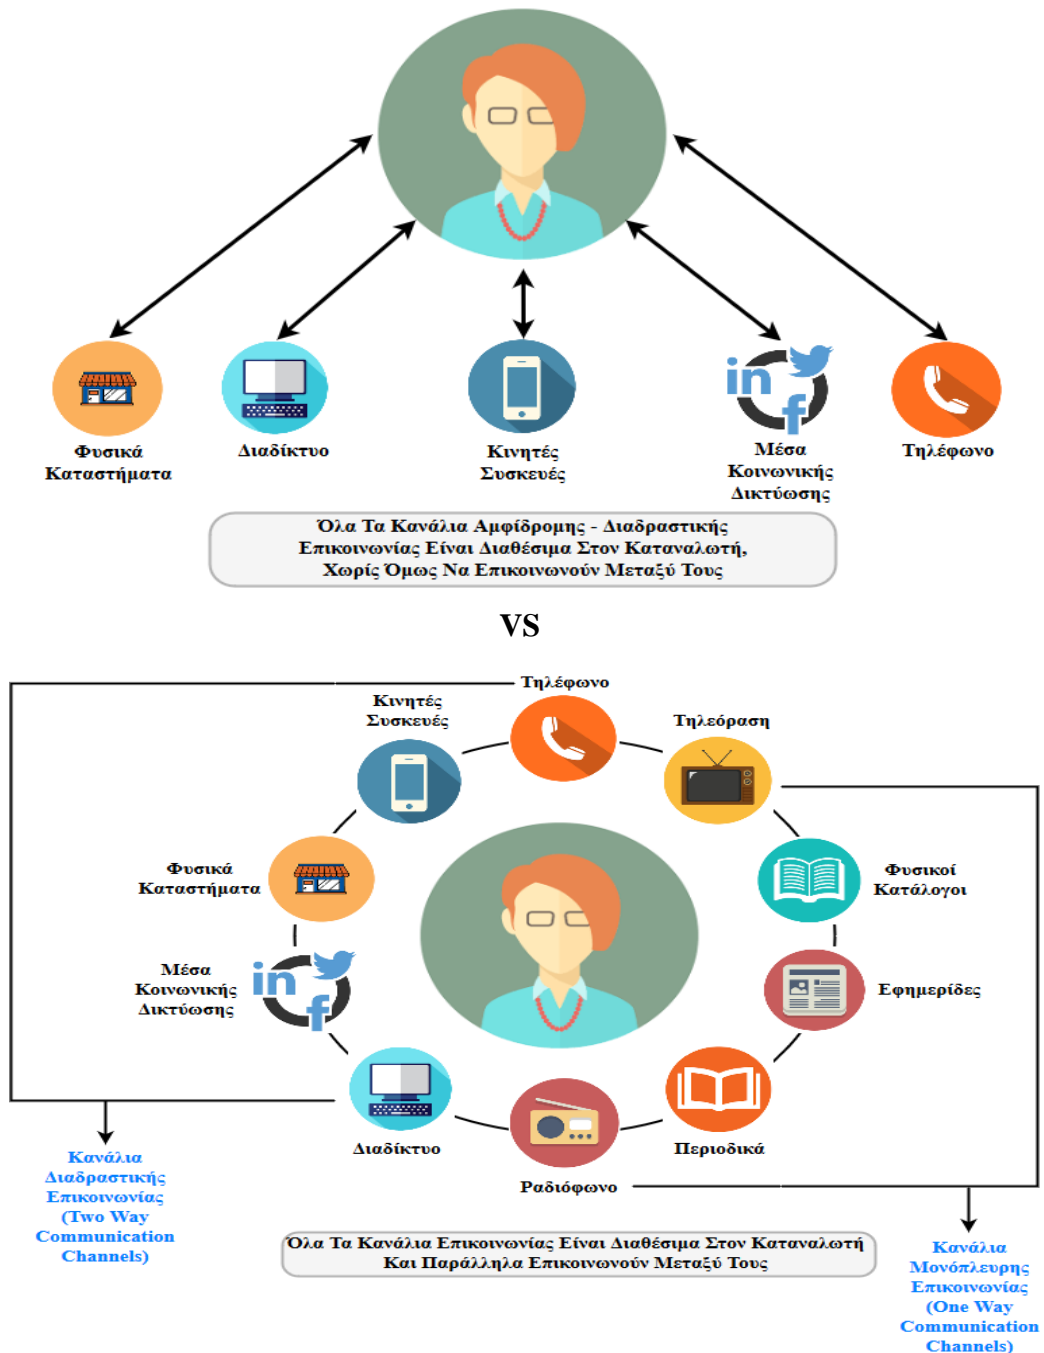 Φυσικά
Καταστήματα
Διαδίκτυο
Κινητές
Συσκευές
in
f
Μέσα
Κοινωνικής
Δικτύωσης
Τηλέφωνο
Όλα Τα Κανάλια Αμφίδρομης - Διαδραστικής
Επικοινωνίας Είναι Διαθέσιμα Στον Καταναλωτή,
Χωρίς Όμως Να Επικοινωνούν Μεταξύ Τους
VS
Τηλέφωνο
Κινητές
Συσκευές
Τηλεόραση
Φυσικά
Καταστήματα
Φυσικοί
Κατάλογοι
Μέσα
Κοινωνικής
Δικτύωσης
in
f
Εφημερίδες
Διαδίκτυο
Περιοδικά
Ραδιόφωνο
Κανάλια
Διαδραστικής
Επικοινωνίας
(Two Way
Communication
Channels)
Όλα Τα Κανάλια Επικοινωνίας Είναι Διαθέσιμα Στον Καταναλωτή
Και Παράλληλα Επικοινωνούν Μεταξύ Τους
Κανάλια
Μονόπλευρης
Επικοινωνίας
(One Way
Communication
Channels)